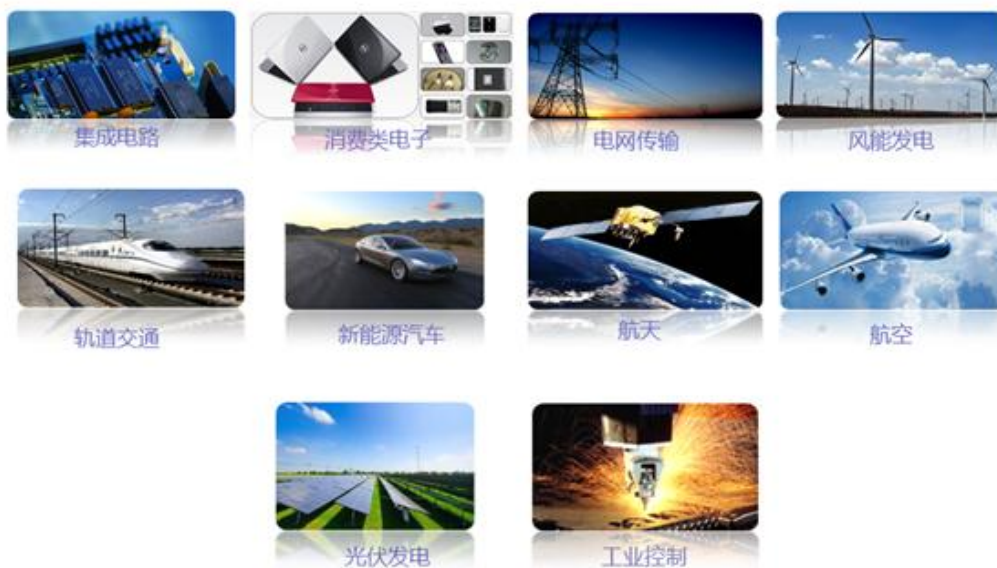 集成电路
消费类电子
电网传输
风能发电
轨道交通
新能源汽车
航天
航空
光伏发电
工业控制